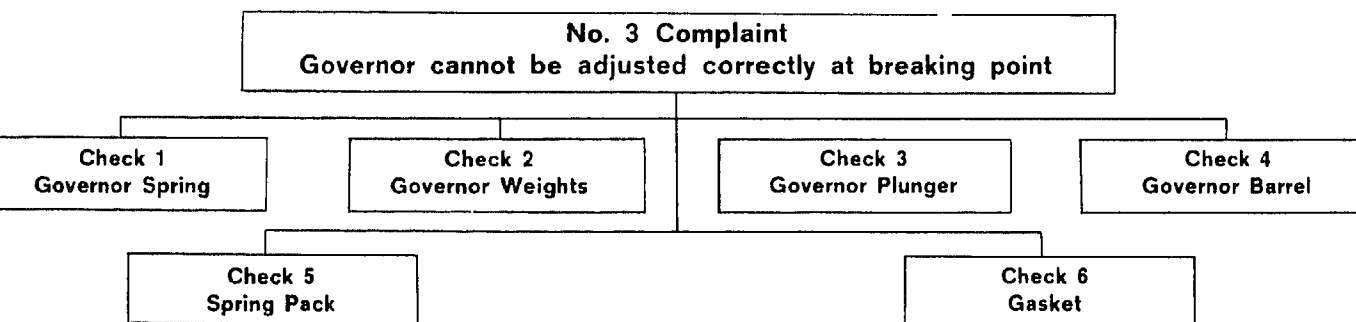 No. 3 Complaint
Governor cannot be adjusted correctly at breaking point
Check 1
Governor Spring
Check 2
Governor Weights
Check 3
Governor Plunger
Check 4
Governor Barrel
Check 5
Spring Pack
Check 6
Gasket